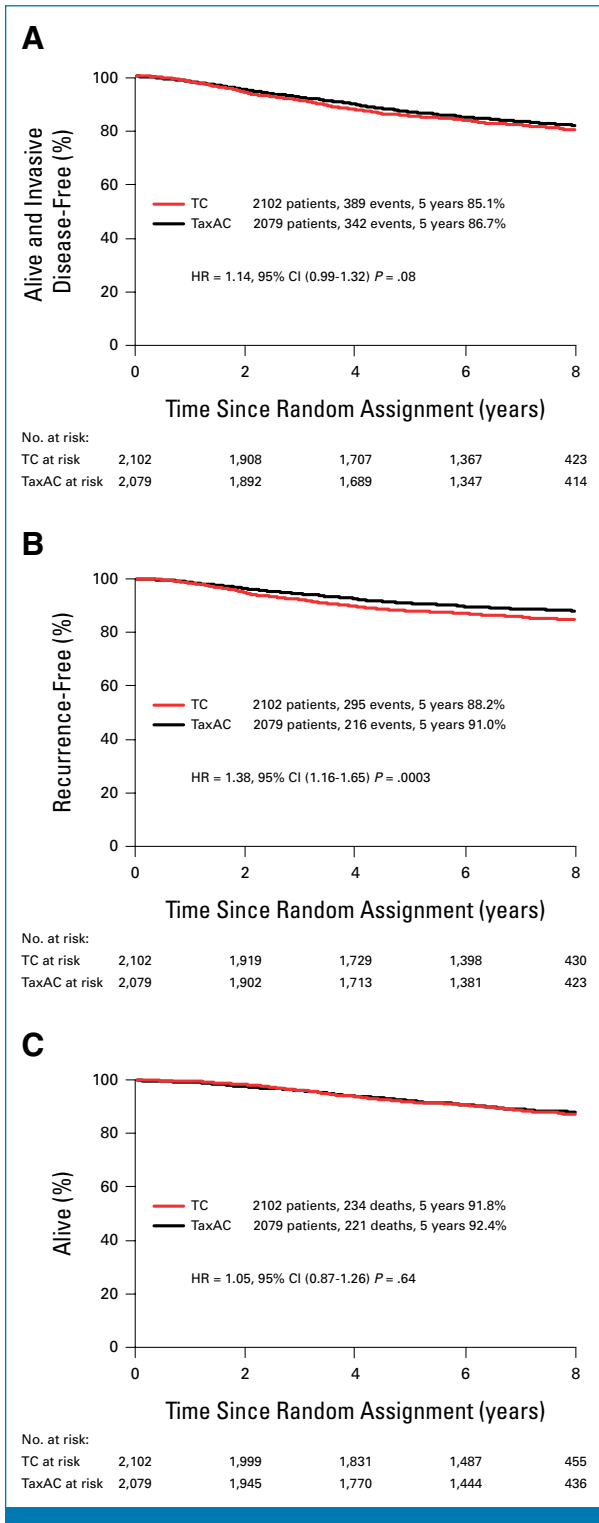 A
Alive and Invasive
Disease-Free (%)
100
80
60
40
20
0
TC 2102 patients, 389 events, 5 years 85.1%
TaxAC 2079 patients, 342 events, 5 years 86.7%
HR = 1.14, 95% CI (0.99-1.32) P = .08
0 2 4 6 8
Time Since Random Assignment (years)
No. at risk:
TC at risk 2,102 1,908 1,707 1,367 423
TaxAC at risk 2,079 1,892 1,689 1,347 414
B
Recurrence-Free (%)
100
80
60
40
20
0
TC 2102 patients, 295 events, 5 years 88.2%
TaxAC 2079 patients, 216 events, 5 years 91.0%
HR = 1.38, 95% CI (1.16-1.65) P = .0003
0 2 4 6 8
Time Since Random Assignment (years)
No. at risk:
TC at risk 2,102 1,919 1,729 1,398 430
TaxAC at risk 2,079 1,902 1,713 1,381 423
C
Alive (%)
100
80
60
40
20
0
TC 2102 patients, 234 deaths, 5 years 91.8%
TaxAC 2079 patients, 221 deaths, 5 years 92.4%
HR = 1.05, 95% CI (0.87-1.26) P = .64
0 2 4 6 8
Time Since Random Assignment (years)
No. at risk:
TC at risk 2,102 1,999 1,831 1,487 455
TaxAC at risk 2,079 1,945 1,770 1,444 436